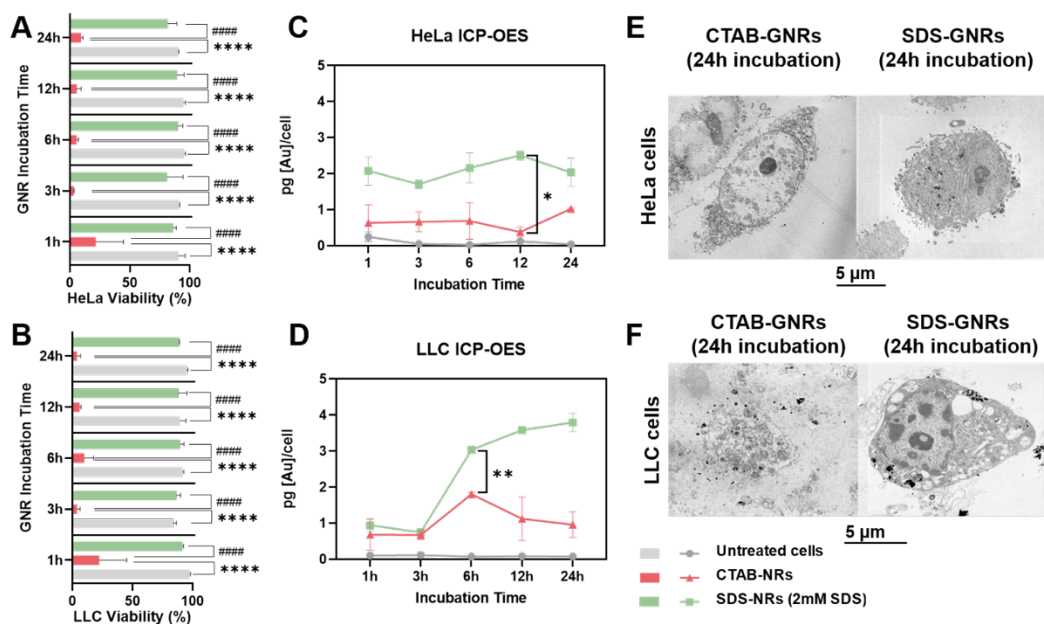 A
GNR Incubation Time
24h
####
****
12h
####
****
6h
####
****
3h
####
****
1h
####
****
0
100
HeLa Viability (%)
B
GNR Incubation Time
24h
####
****
12h
####
****
6h
####
****
3h
####
****
1h
####
****
0
100
LLC Viability (%)
C
HeLa ICP-OES
pg [Au]/cell
5
4
3
2
1
0
*
1 3 6 12 24
Incubation Time
D
LLC ICP-OES
pg [Au]/cell
5
4
3
2
1
0
**
1h 3h 6h 12h 24h
Incubation Time
E
CTAB-GNRs
(24h incubation)
SDS-GNRs
(24h incubation)
HeLa cells
5 µm
F
CTAB-GNRs
(24h incubation)
SDS-GNRs
(24h incubation)
LLC cells
5 µm
Untreated cells
CTAB-NRs
SDS-NRs (2mM SDS)